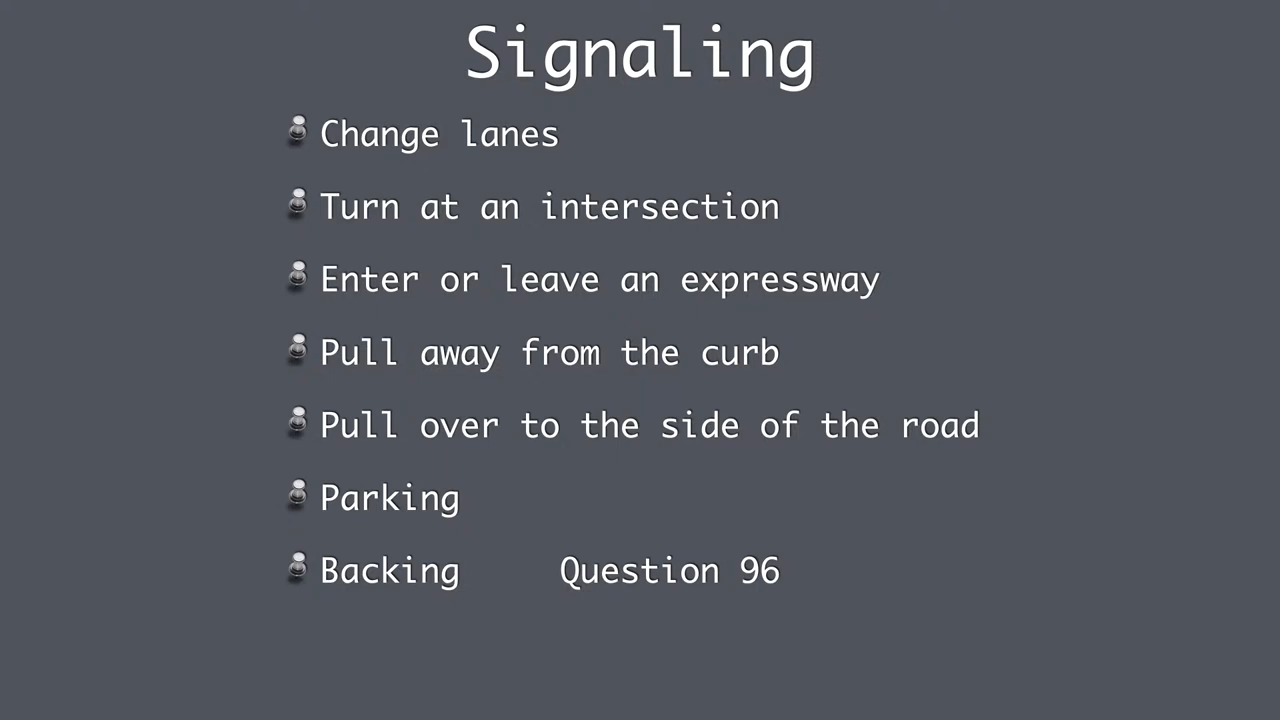 Signaling
Change lanes
Turn at an intersection
Enter or leave an expressway
Pull away from the curb
Pull over to the side of the road
Parking
Backing     Question 96